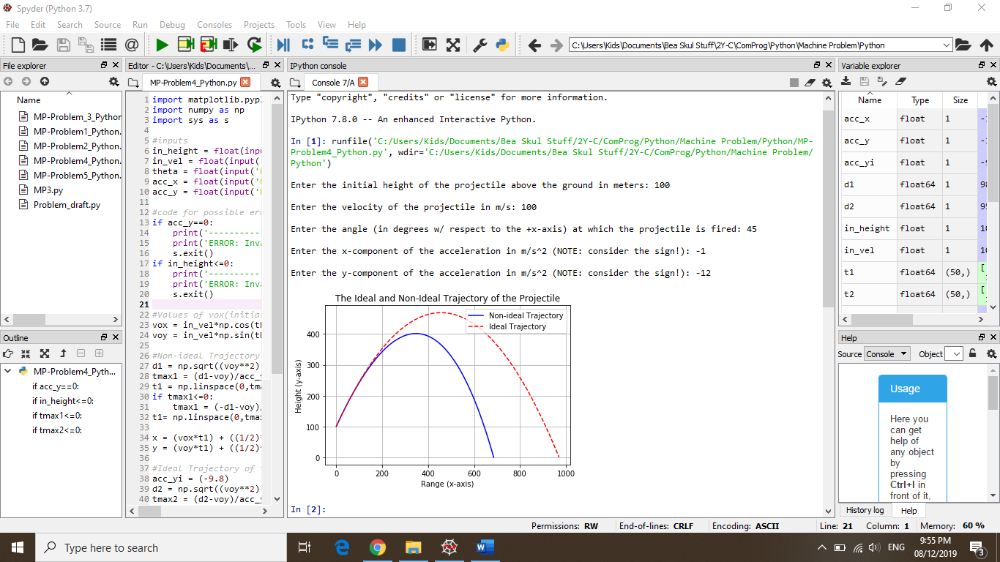 Spyder (Python 3.7)
File Edit Search Source Run Debug Consoles Projects Tools View Help
C:\Users\Kids\Documents\Bea Skul Stuff\2Y-C\ComProg\Python\Machine Problem\Python
File explorer
Name
MP-Problem_3_Python
MP-Problem1_Python.
MP-Problem2_Python.
MP-Problem4_Python.
MP-Problem5_Python.
MP3.py
Problem_draft.py
Outline
MP-Problem4_Pyth...
if acc_y==0:
if in_height<=0:
if tmax1<=0:
if tmax2<=0:
Editor - C:\Users\Kids\Documents\...
MP-Problem4_Python.py
1 import matplotlib.pyp
2 import numpy as np
3 import sys as s
4
5 #inputs
6 in_height = float(inpu
7 in_vel = float(input(
8 theta = float(input('
9 acc_x = float(input('
10 acc_y = float(input('
11
12 #code for possible er
13 if acc_y==0:
14 print('-----------
15 print('ERROR: Inva
16 s.exit()
17 if in_height<=0:
18 print('-----------
19 print('ERROR: Inva
20 s.exit()
21
22 #Values of vox(initia
23 vox = in_vel*np.cos(th
24 voy = in_vel*np.sin(th
25
26 #Non-ideal Trajectory
27 d1 = np.sqrt((voy**2)
28 tmax1 = (d1-voy)/acc_
29 t1 = np.linspace(0,tma
30 if tmax1<=0:
31 tmax1 = (-d1-voy)
32 t1= np.linspace(0,tma
33
34 x = (vox*t1) + ((1/2)
35 y = (voy*t1) + ((1/2)
36
37 #Ideal Trajectory of
38 acc_yi = (-9.8)
39 d2 = np.sqrt((voy**2)
40 tmax2 = (d2-voy)/acc_
IPython console
Console 7/A
Type "copyright", "credits" or "license" for more information.
IPython 7.8.0 -- An enhanced Interactive Python.
In [1]: runfile('C:/Users/Kids/Documents/Bea Skul Stuff/2Y-C/ComProg/Python/Machine Problem/Python/MP-
Problem4_Python.py', wdir='C:/Users/Kids/Documents/Bea Skul Stuff/2Y-C/ComProg/Python/Machine Problem/
Python')
Enter the initial height of the projectile above the ground in meters: 100
Enter the velocity of the projectile in m/s: 100
Enter the angle (in degrees w/ respect to the +x-axis) at which the projectile is fired: 45
Enter the x-component of the acceleration in m/s^2 (NOTE: consider the sign!): -1
Enter the y-component of the acceleration in m/s^2 (NOTE: consider the sign!): -12
The Ideal and Non-Ideal Trajectory of the Projectile
Non-ideal Trajectory
Ideal Trajectory
Height (y-axis)
400
300
200
100
0
0 200 400 600 800 1000
Range (x-axis)
In [2]:
Variable explorer
Name Type Size
acc_x float 1
acc_y float 1
acc_yi float 1
d1 float64 1
d2 float64 1
in_height float 1
in_vel float 1
t1 float64 (50,)
t2 float64 (50,)
Help
Source Console Object
Usage
Here you
can get
help of
any object
by
pressing
Ctrl+I in
front of it,
History log Help
Permissions: RW End-of-lines: CRLF Encoding: ASCII Line: 21 Column: 1 Memory: 60 %
Type here to search
ENG
9:55 PM
08/12/2019
3